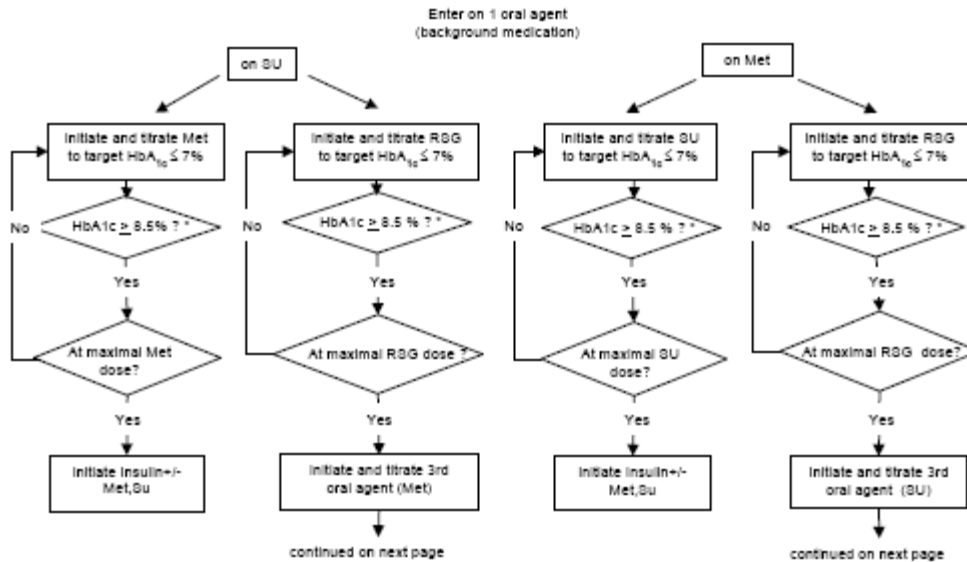 Enter on 1 oral agent
(background medication)
on SU
on Met
Initiate and titrate Met
to target HbA1c ≤ 7%
Initiate and titrate RSG
to target HbA1c ≤ 7%
Initiate and titrate SU
to target HbA1c ≤ 7%
Initiate and titrate RSG
to target HbA1c ≤ 7%
No
HbA1c ≥ 8.5% ? *
No
HbA1c ≥ 8.5 % ? *
No
HbA1c ≥ 8.5 % ? *
No
HbA1c ≥ 8.5 % ? *
Yes
Yes
Yes
Yes
At maximal Met
dose?
At maximal RSG dose ?
At maximal SU
dose?
At maximal RSG dose?
Yes
Yes
Yes
Yes
Initiate Insulin+/-
Met,Su
Initiate and titrate 3rd
oral agent (Met)
Initiate Insulin+/-
Met,Su
Initiate and titrate 3rd
oral agent (SU)
continued on next page
continued on next page